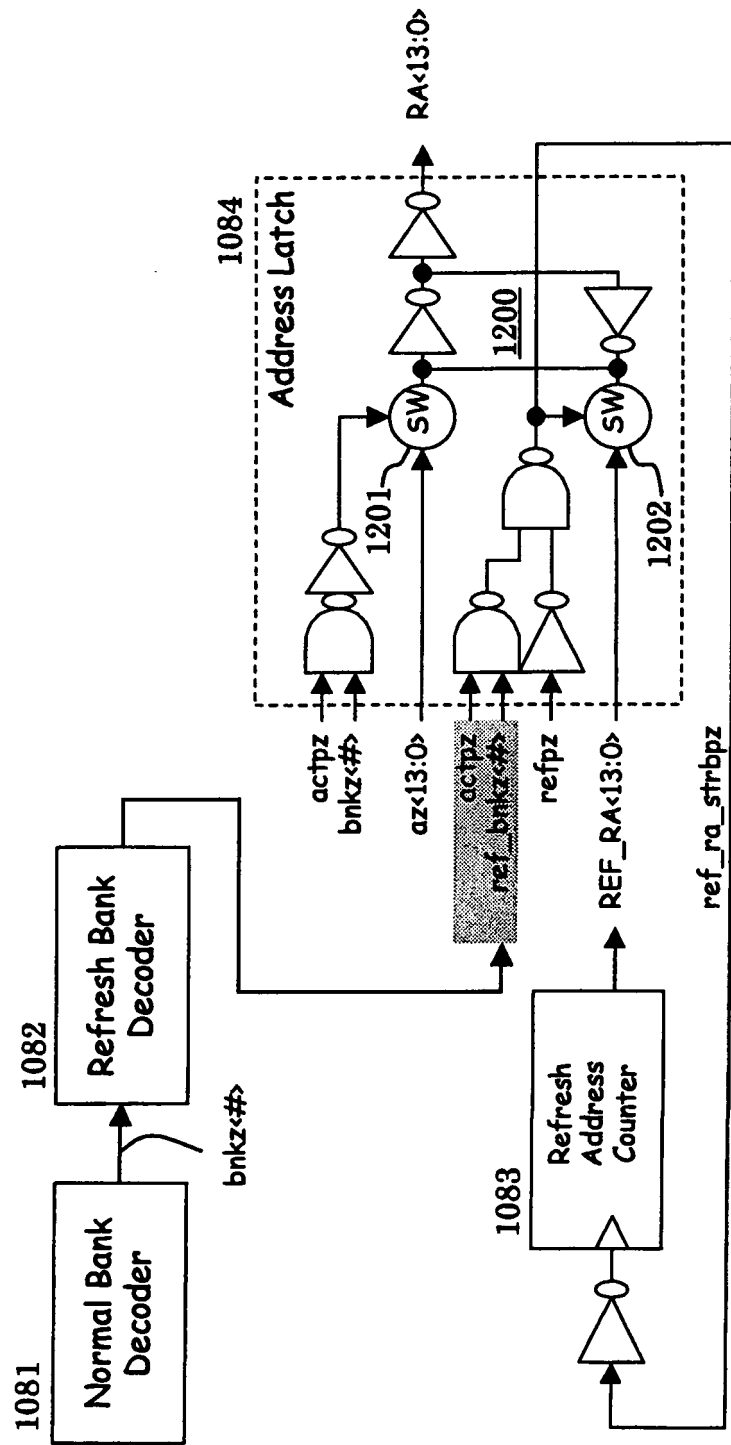 1081
Normal Bank
Decoder
bnkz<#>
1082
Refresh Bank
Decoder
1084
Address Latch
actpz
bnkz<#>
az<13:0>
1201
SW
RA<13:0>
1200
actpz
ref_bnkz<#>
refpz
REF_RA<13:0>
SW
1202
1083
Refresh
Address
Counter
ref_ra_strbpz